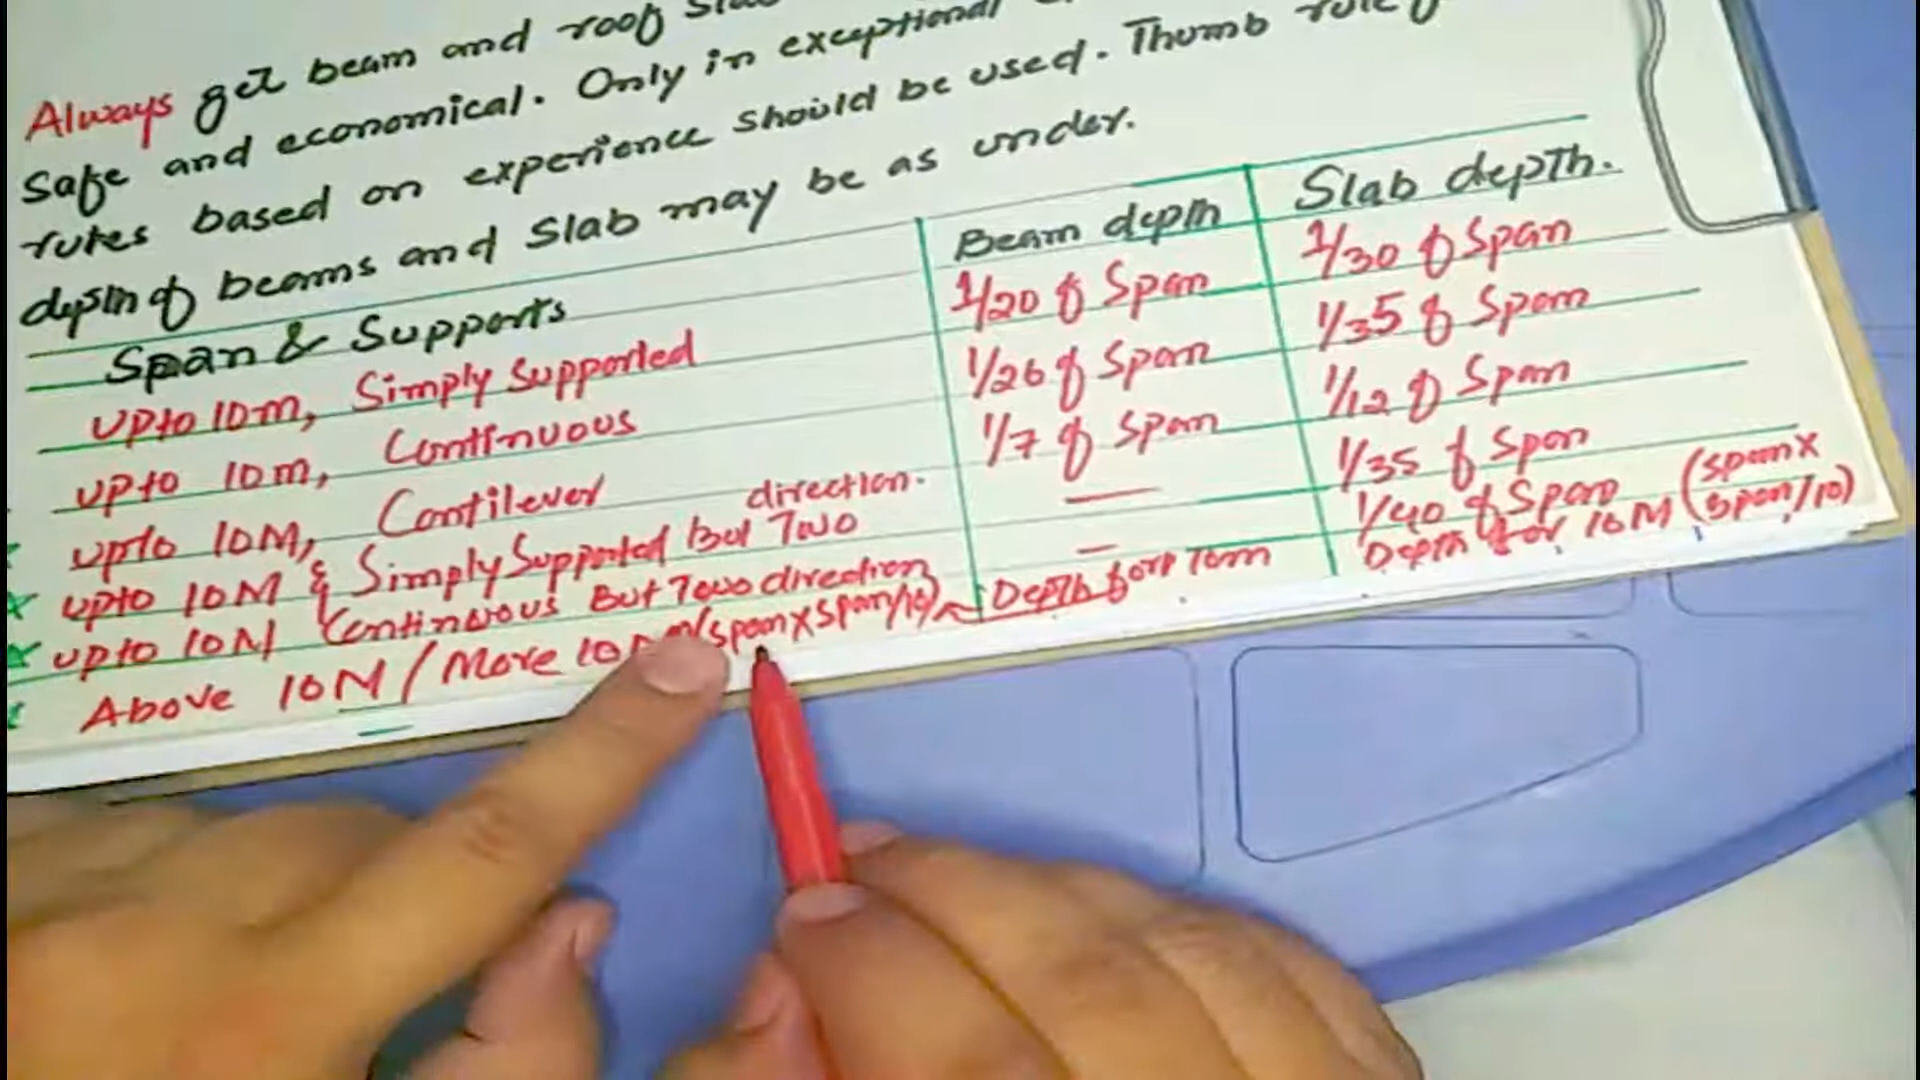 Always get beam and roof
Safe and economical. Only in exceptional
rules based on experience should be used. Thumb rule
depth of beams and Slab may be as under.
Span & Supports Beam depth Slab depth.
upto 10m, Simply Supported 1/20 of Span 1/30 of Span
upto 10m, Continuous 1/26 of Span 1/35 of Span
upto 10M, Cantilever 1/7 of Span 1/12 of Span
direction.
upto 10M & Simply Supported But Two — 1/35 of Span
upto 10M Continuous But Two direction — 1/40 of Span
Above 10M / More 10 (span x span/10) Depth for 10m Depth for 10M (span x
Span/10)